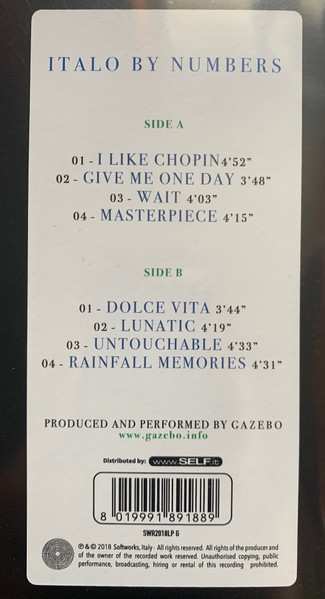 ITALO BY NUMBERS
SIDE A
01 - I LIKE CHOPIN 4'52"
02 - GIVE ME ONE DAY 3'48"
03 - WAIT 4'03"
04 - MASTERPIECE 4'15"
SIDE B
01 - DOLCE VITA 3'44"
02 - LUNATIC 4'19"
03 - UNTOUCHABLE 4'33"
04 - RAINFALL MEMORIES 4'31"
PRODUCED AND PERFORMED BY GAZEBO
www.gazebo.info
Distributed by: www.SELF.it
8 019991 891889
SWR2018LP G
℗ & © 2018 Softworks, Italy · All rights reserved. All rights of the producer and
of the owner of the recorded work reserved. Unauthorised copying, public
performance, broadcasting, hiring or rental of this recording prohibited.